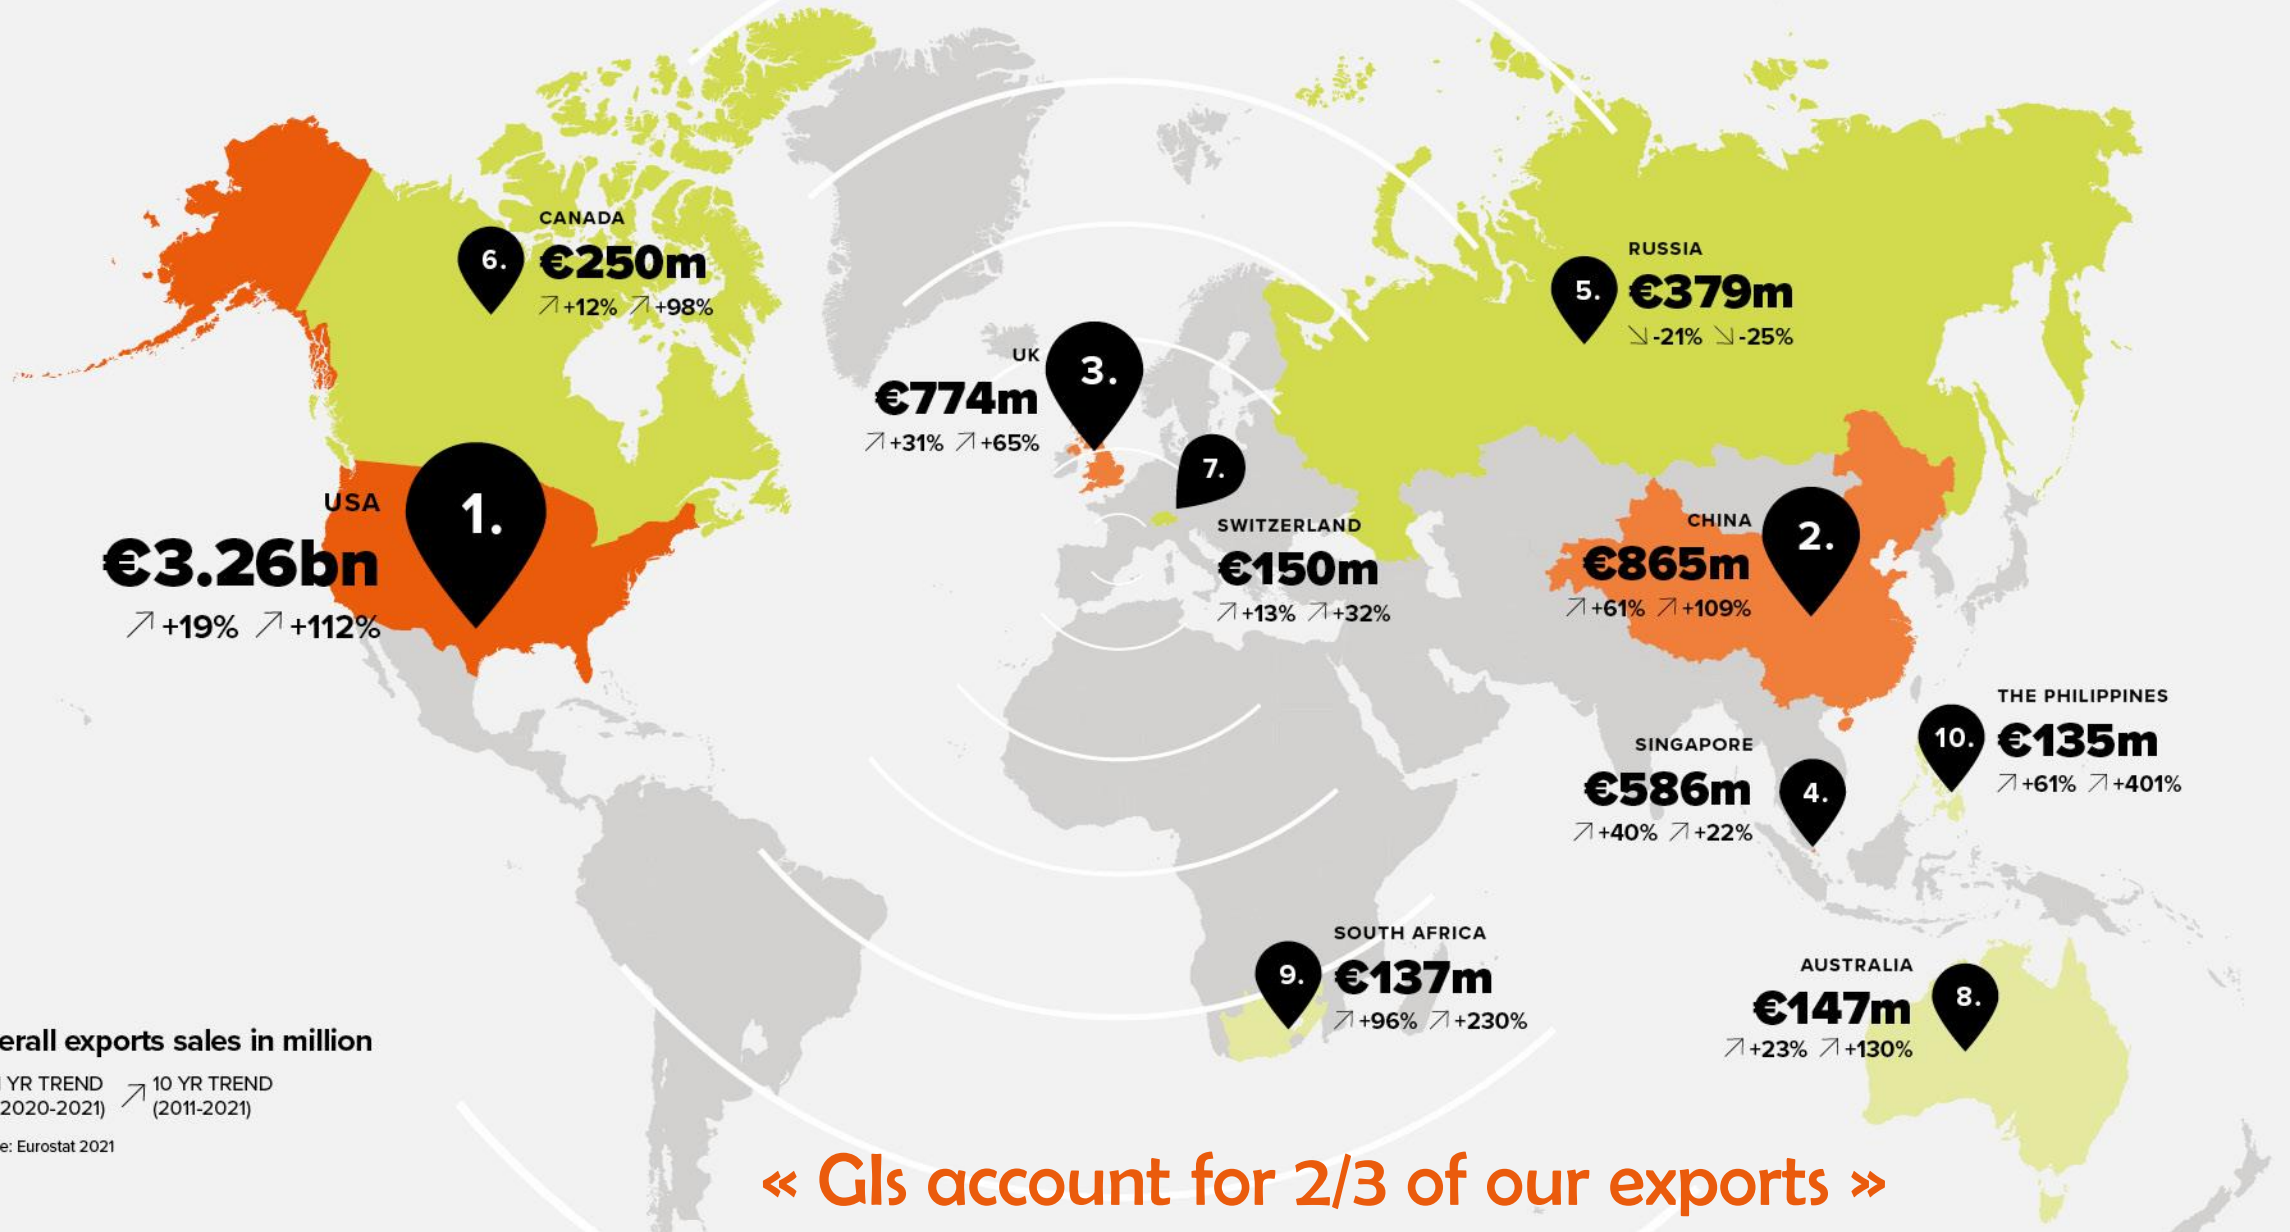 CANADA
6.
€250m
+12% +98%
RUSSIA
5.
€379m
-21% -25%
UK
3.
€774m
+31% +65%
7.
SWITZERLAND
€150m
+13% +32%
USA
1.
€3.26bn
+19% +112%
CHINA
2.
€865m
+61% +109%
THE PHILIPPINES
10.
€135m
+61% +401%
SINGAPORE
4.
€586m
+40% +22%
SOUTH AFRICA
9.
€137m
+96% +230%
AUSTRALIA
8.
€147m
+23% +130%
erall exports sales in million
YR TREND
2020-2021)
10 YR TREND
(2011-2021)
e: Eurostat 2021
« GIs account for 2/3 of our exports »